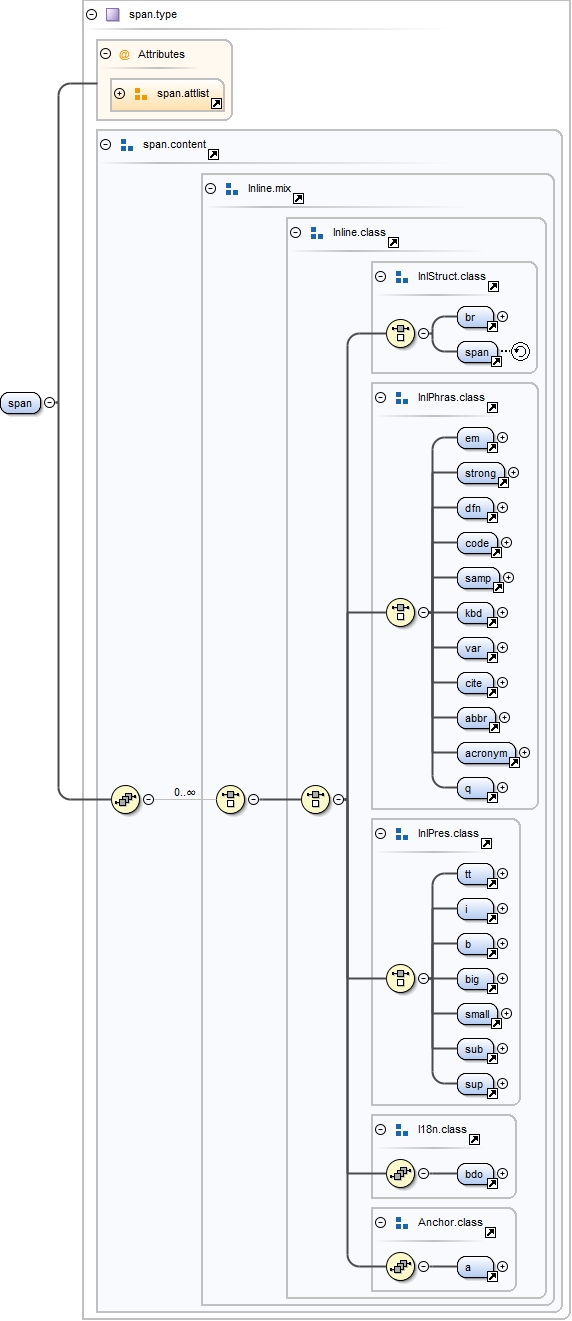 span.type
@ Attributes
span.attlist
span.content
Inline.mix
Inline.class
InlStruct.class
br
span
span
InlPhras.class
em
strong
dfn
code
samp
kbd
var
cite
abbr
acronym
q
0..∞
InlPres.class
tt
i
b
big
small
sub
sup
I18n.class
bdo
Anchor.class
a